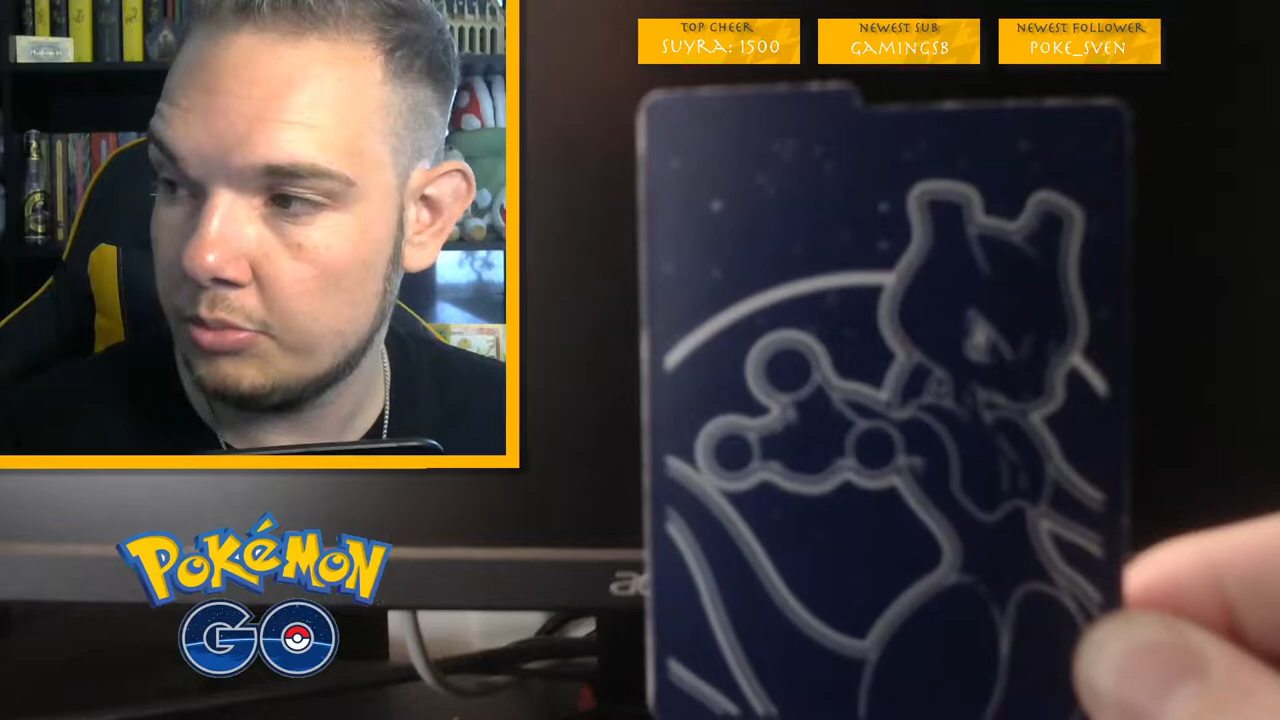 TOP CHEER
SUYRA: 1500
NEWEST SUB
GAMINGSB
NEWEST FOLLOWER
POKE_SVEN
POKÉMON
GO